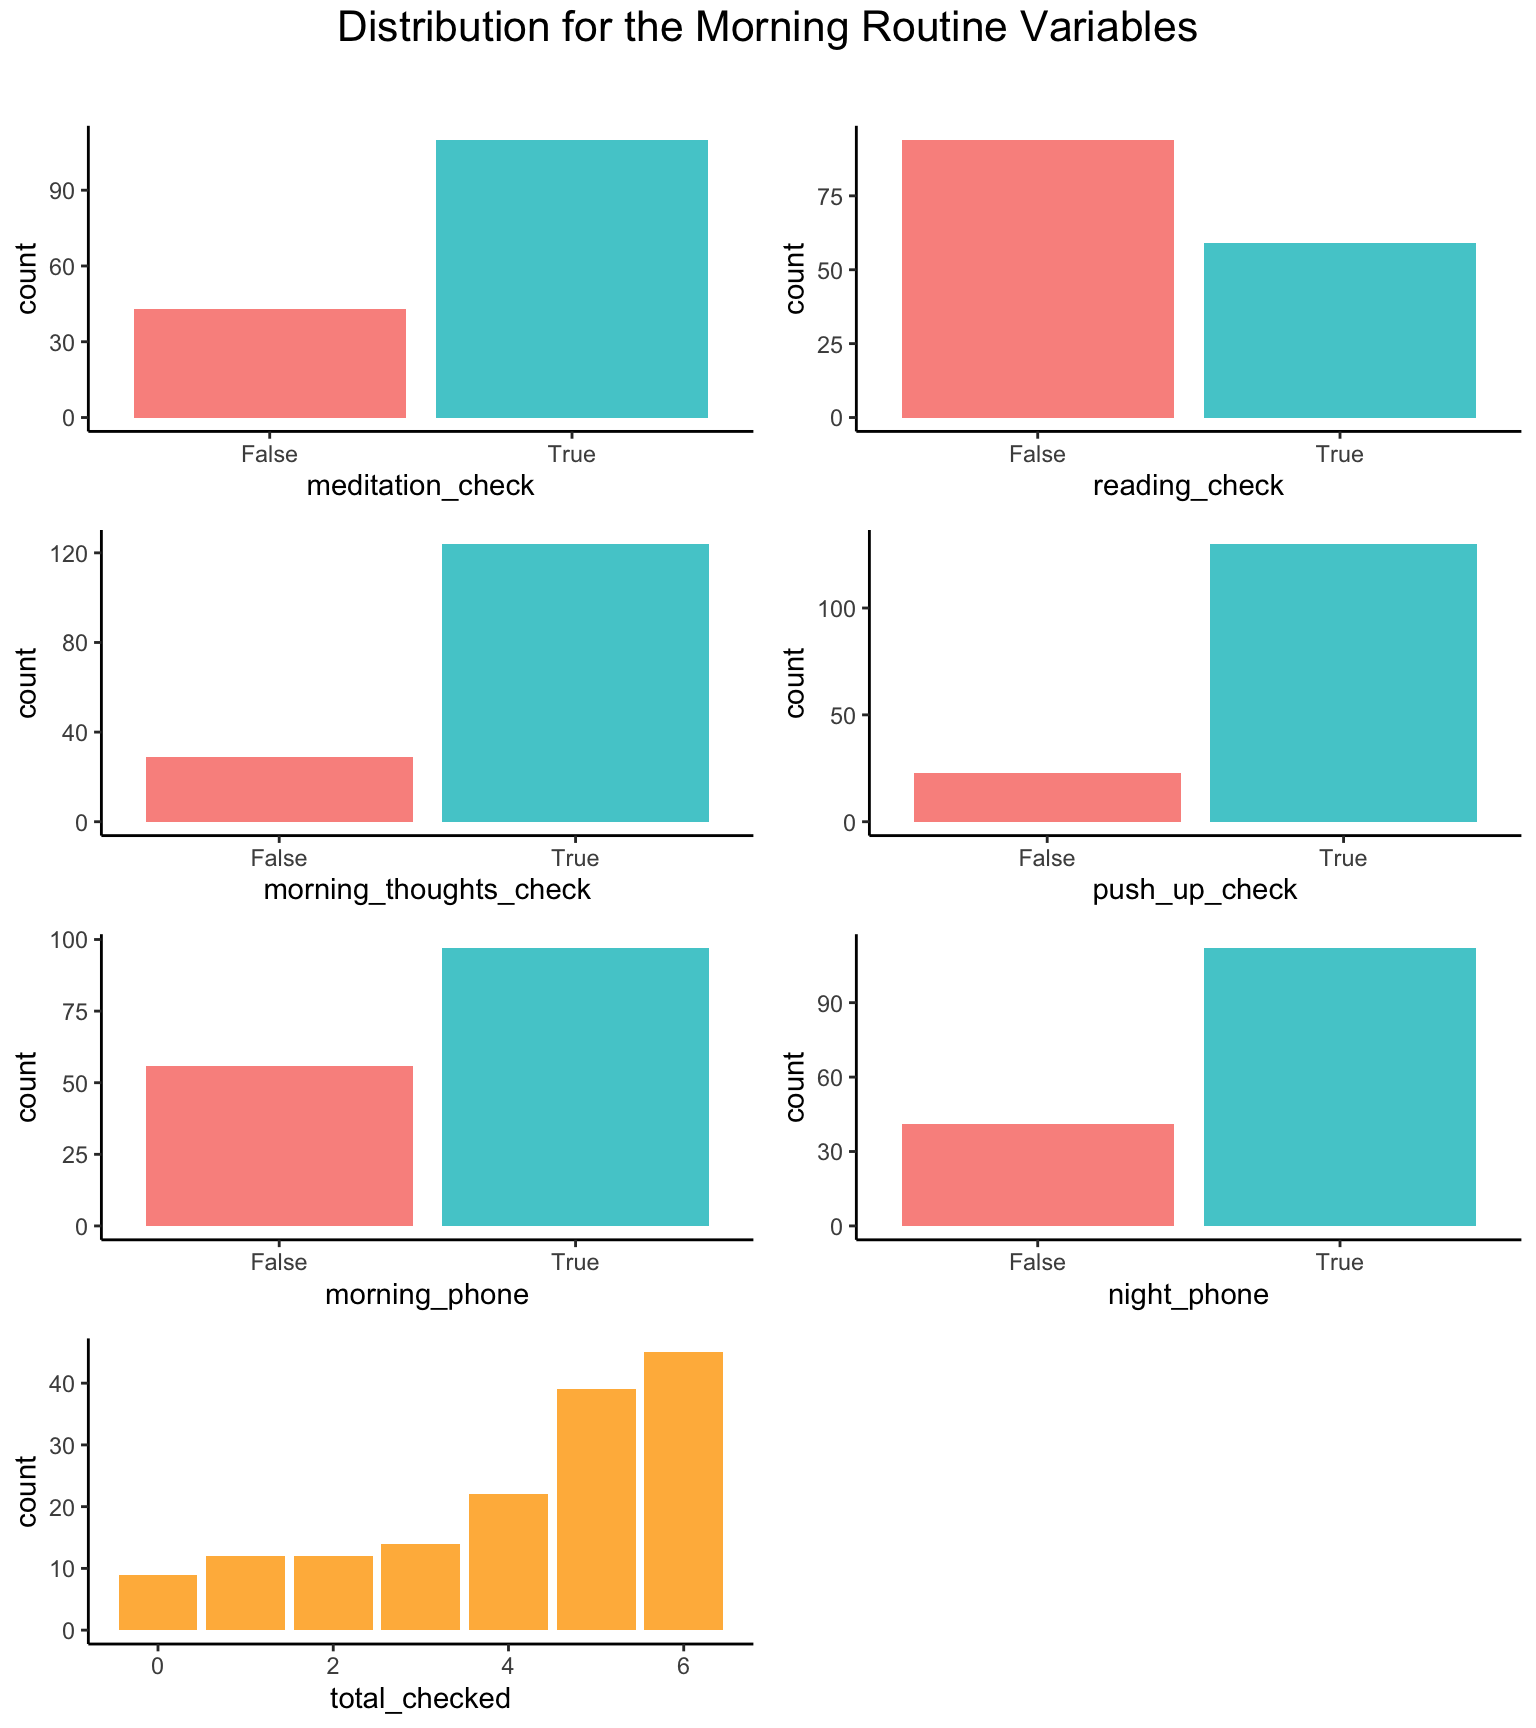 Distribution for the Morning Routine Variables
count
90
60
30
0
False True
meditation_check
count
75
50
25
0
False True
reading_check
count
120
80
40
0
False True
morning_thoughts_check
count
100
50
0
False True
push_up_check
count
100
75
50
25
0
False True
morning_phone
count
90
60
30
0
False True
night_phone
count
40
30
20
10
0
0 2 4 6
total_checked